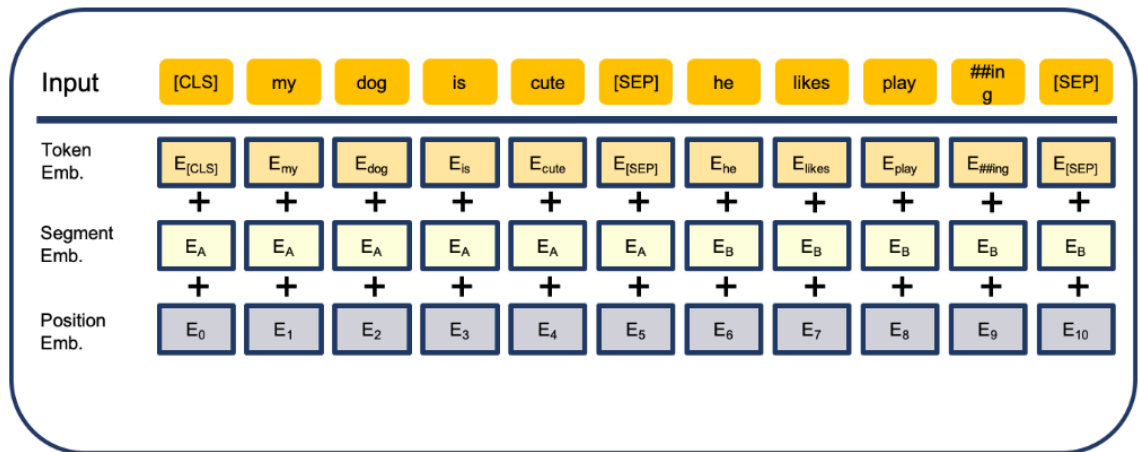 Input [CLS] my dog is cute [SEP] he likes play ##in
g [SEP]
Token
Emb. E[CLS] Emy Edog Eis Ecute E[SEP] Ehe Elikes Eplay E##ing E[SEP]
+ + + + + + + + + + +
Segment
Emb. EA EA EA EA EA EA EB EB EB EB EB
+ + + + + + + + + + +
Position
Emb. E0 E1 E2 E3 E4 E5 E6 E7 E8 E9 E10